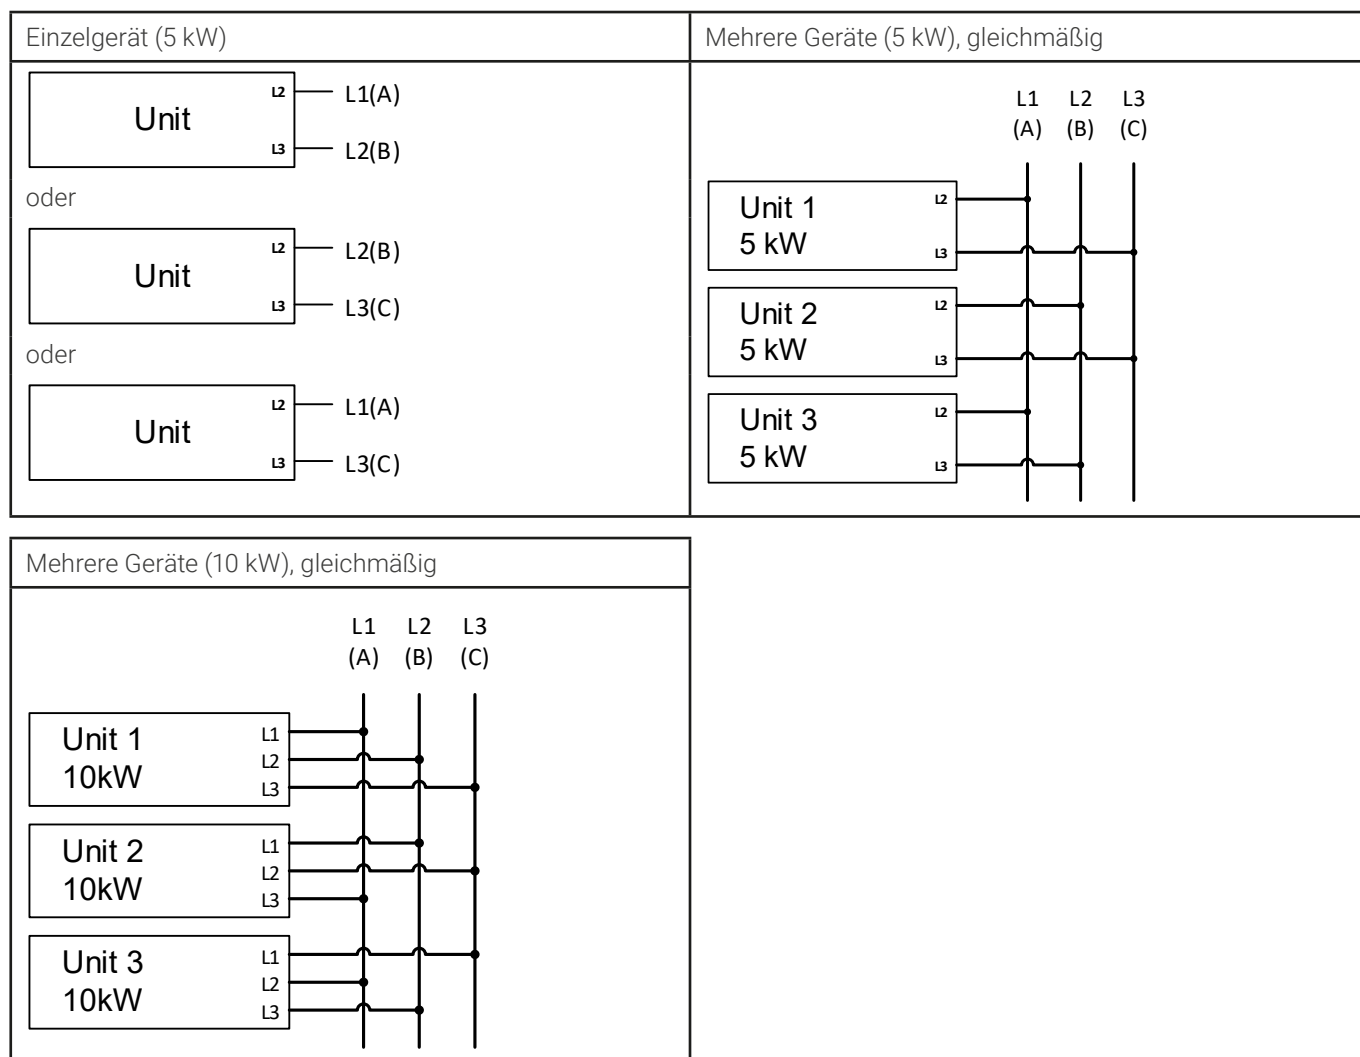 Einzelgerät (5 kW)
Unit
L2
L1(A)
L3
L2(B)
oder
Unit
L2
L2(B)
L3
L3(C)
oder
Unit
L2
L1(A)
L3
L3(C)
Mehrere Geräte (5 kW), gleichmäßig
L1 L2 L3
(A) (B) (C)
Unit 1
5 kW
L2
L3
Unit 2
5 kW
L2
L3
Unit 3
5 kW
L2
L3
Mehrere Geräte (10 kW), gleichmäßig
L1 L2 L3
(A) (B) (C)
Unit 1
10kW
L1
L2
L3
Unit 2
10kW
L1
L2
L3
Unit 3
10kW
L1
L2
L3